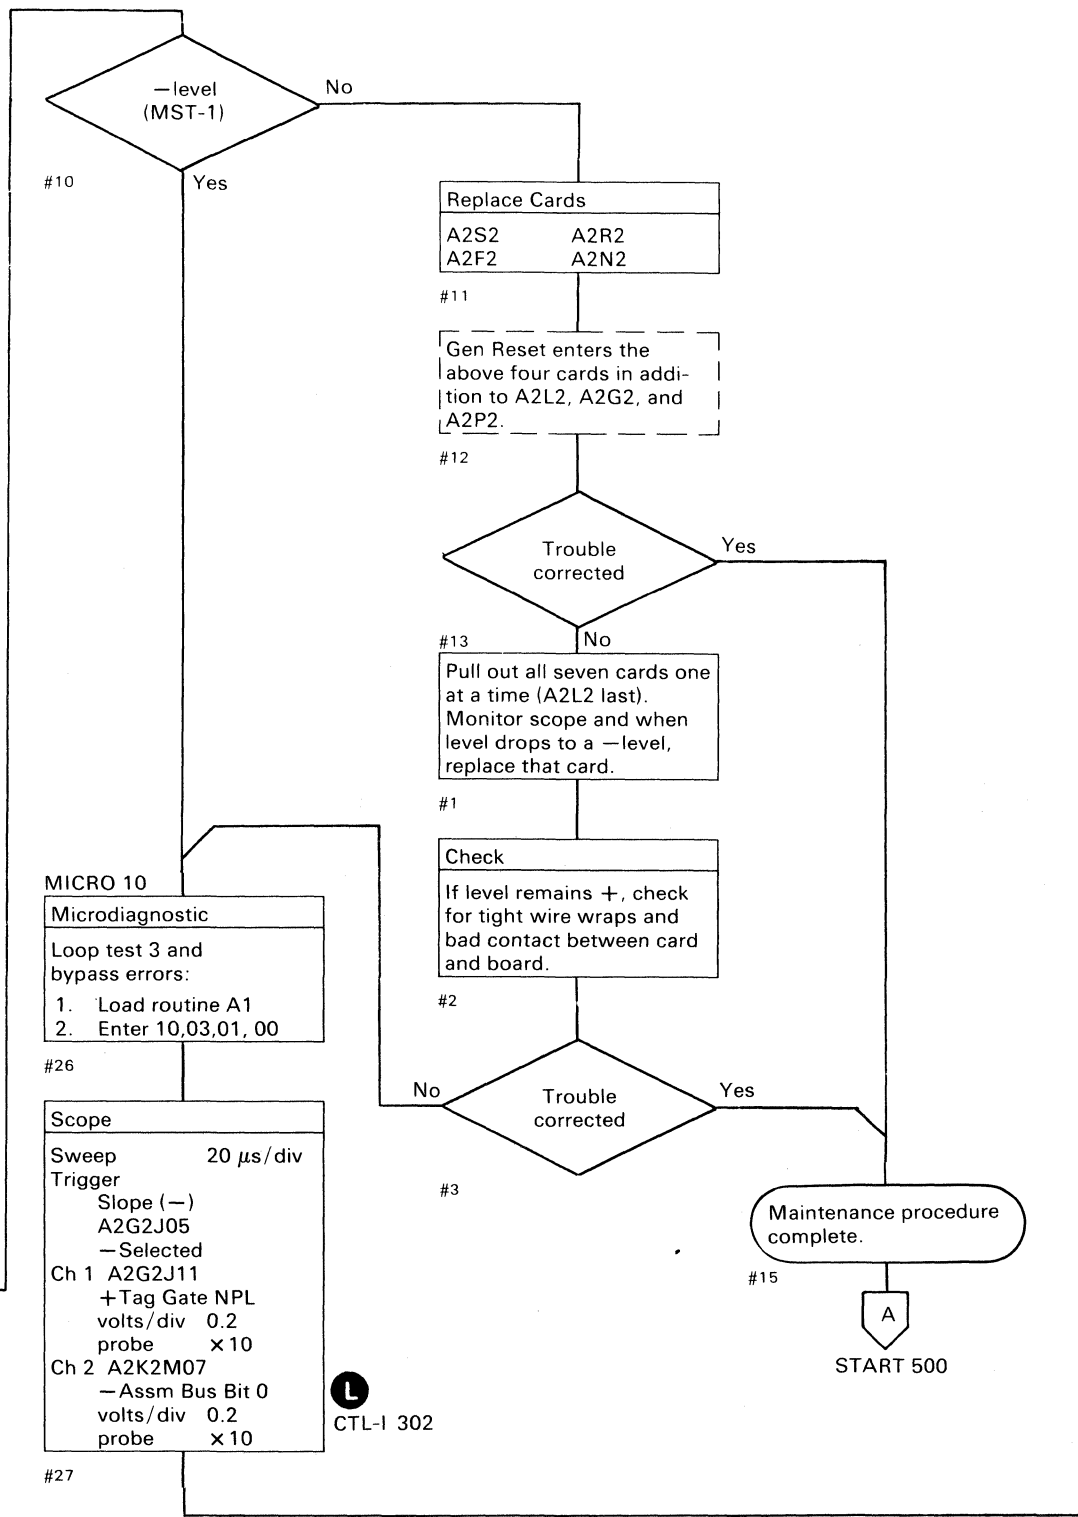 —level
(MST-1)
No
#10
Yes
Replace Cards
A2S2 A2R2
A2F2 A2N2
#11
Gen Reset enters the
above four cards in addi-
tion to A2L2, A2G2, and
A2P2.
#12
Trouble
corrected
Yes
#13
No
Pull out all seven cards one
at a time (A2L2 last).
Monitor scope and when
level drops to a —level,
replace that card.
#1
Check
If level remains +, check
for tight wire wraps and
bad contact between card
and board.
#2
MICRO 10
Microdiagnostic
Loop test 3 and
bypass errors:
1. Load routine A1
2. Enter 10,03,01, 00
#26
No
Trouble
corrected
Yes
#3
Scope
Sweep 20 μs/div
Trigger
Slope (—)
A2G2J05
—Selected
Ch 1 A2G2J11
+Tag Gate NPL
volts/div 0.2
probe ×10
Ch 2 A2K2M07
—Assm Bus Bit 0
volts/div 0.2
probe ×10
#27
L
CTL-I 302
Maintenance procedure
complete.
#15
A
START 500